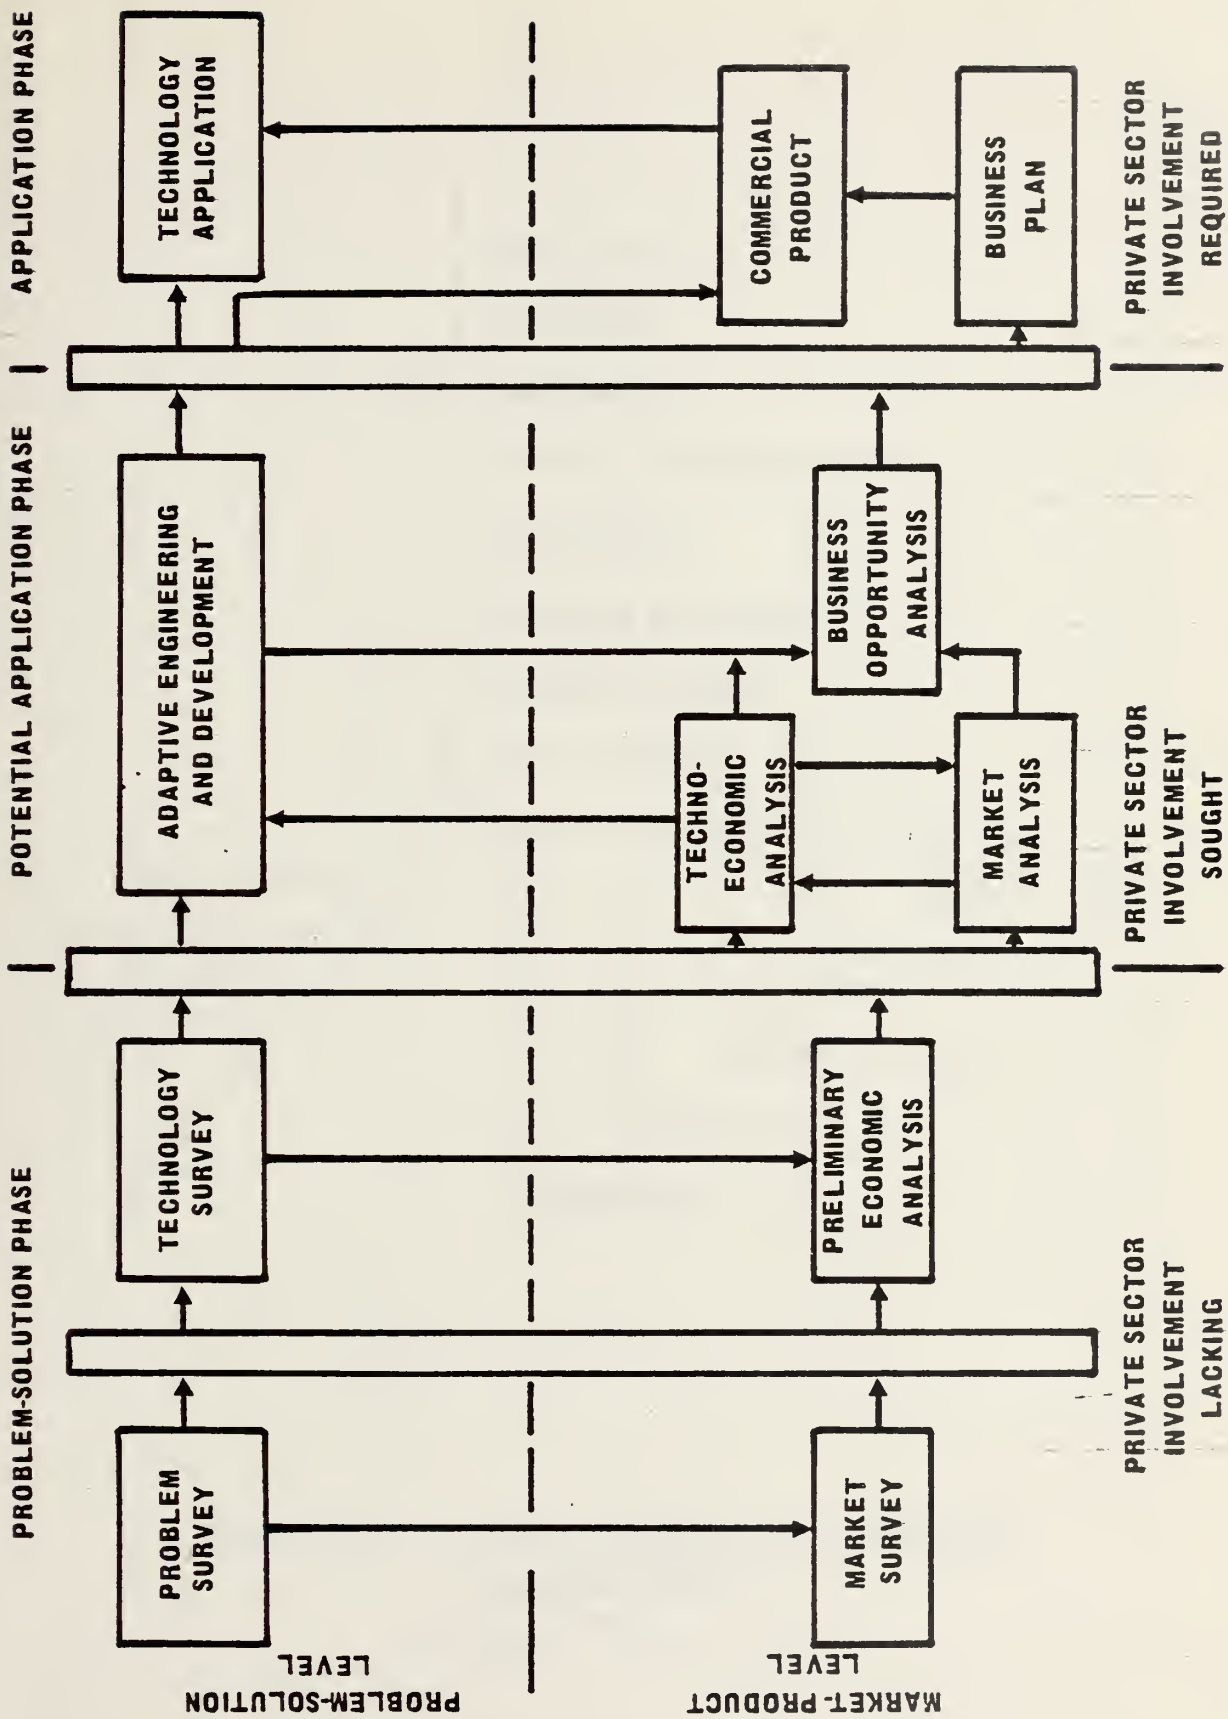 PROBLEM-SOLUTION PHASE
POTENTIAL APPLICATION PHASE
APPLICATION PHASE
PROBLEM-SOLUTION
LEVEL
PROBLEM
SURVEY
TECHNOLOGY
SURVEY
ADAPTIVE ENGINEERING
AND DEVELOPMENT
TECHNOLOGY
APPLICATION
MARKET-PRODUCT
LEVEL
MARKET
SURVEY
PRELIMINARY
ECONOMIC
ANALYSIS
TECHNO-
ECONOMIC
ANALYSIS
MARKET
ANALYSIS
BUSINESS
OPPORTUNITY
ANALYSIS
COMMERCIAL
PRODUCT
BUSINESS
PLAN
PRIVATE SECTOR
INVOLVEMENT
LACKING
PRIVATE SECTOR
INVOLVEMENT
SOUGHT
PRIVATE SECTOR
INVOLVEMENT
REQUIRED